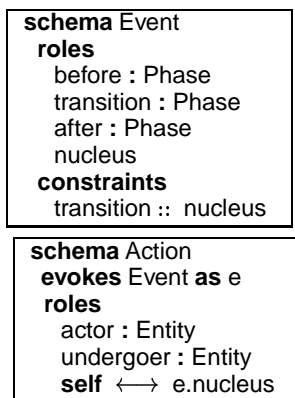 schema Event
roles
before : Phase
transition : Phase
after : Phase
nucleus
constraints
transition :: nucleus
schema Action
evokes Event as e
roles
actor : Entity
undergoer : Entity
self ⟷ e.nucleus